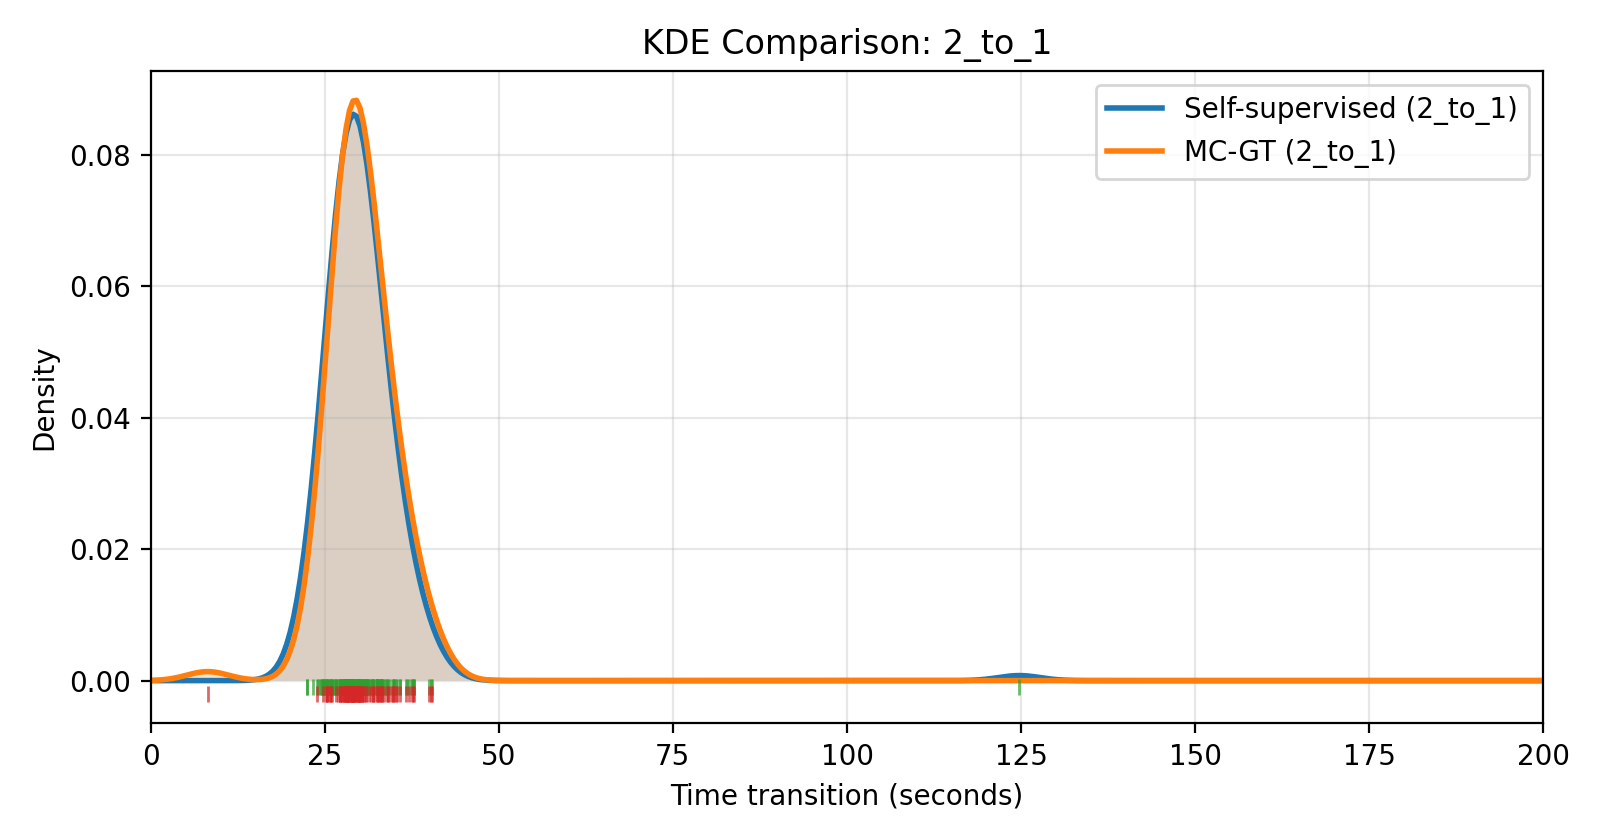 KDE Comparison: 2_to_1
Self-supervised (2_to_1)
MC-GT (2_to_1)
Density
0.08
0.06
0.04
0.02
0.00
0 25 50 75 100 125 150 175 200
Time transition (seconds)